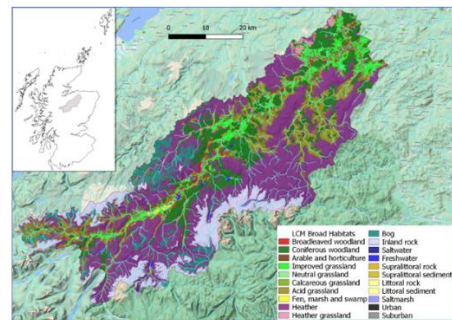 0 10 20 km
LCM Broad Habitats
Broadleaved woodland
Coniferous woodland
Arable and horticulture
Improved grassland
Neutral grassland
Calcareous grassland
Acid grassland
Fen, marsh and swamp
Heather
Heather grassland
Bog
Inland rock
Saltwater
Freshwater
Supralittoral rock
Supralittoral sediment
Littoral rock
Littoral sediment
Saltmarsh
Urban
Suburban